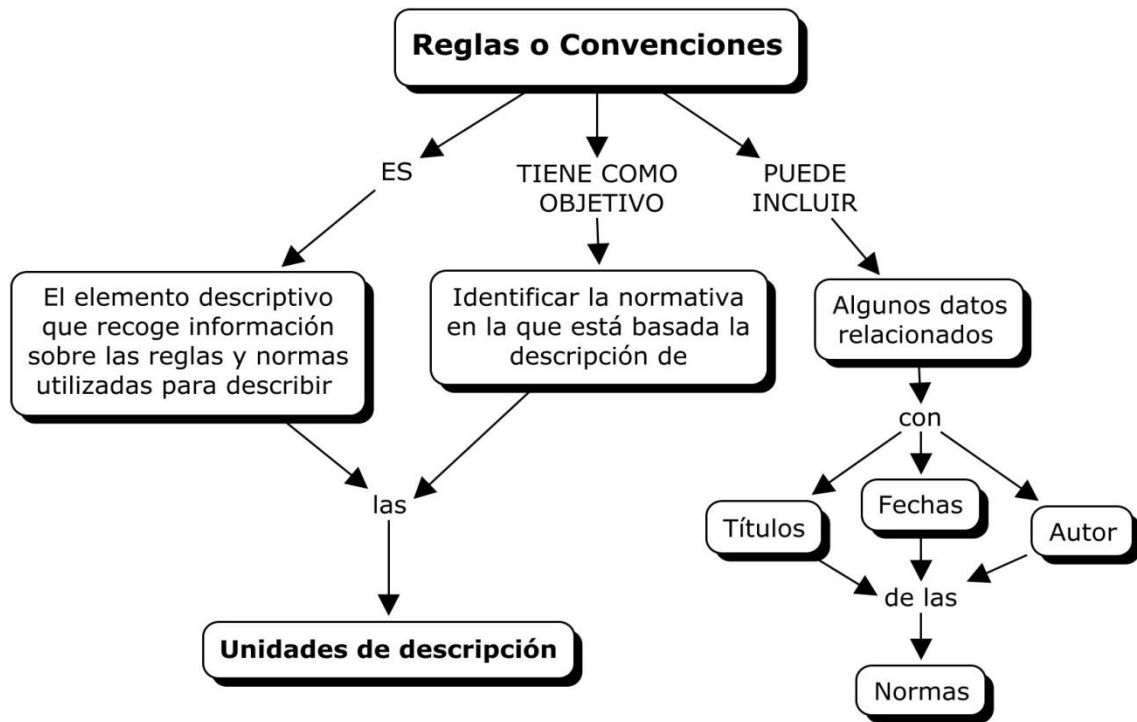 Reglas o Convenciones
ES
TIENE COMO
OBJETIVO
PUEDE
INCLUIR
El elemento descriptivo
que recoge información
sobre las reglas y normas
utilizadas para describir
Identificar la normativa
en la que está basada la
descripción de
Algunos datos
relacionados
las
Unidades de descripción
con
Títulos
Fechas
Autor
de las
Normas